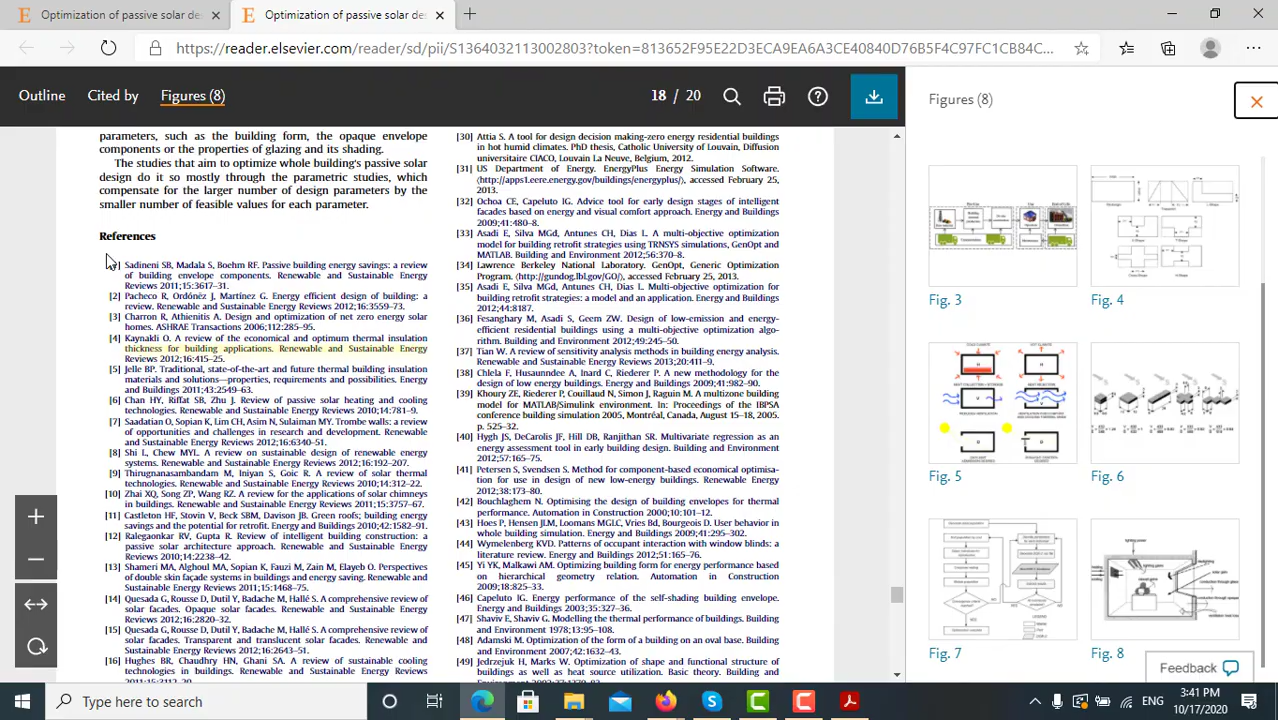 Optimization of passive solar de
Optimization of passive solar de
https://reader.elsevier.com/reader/sd/pii/S1364032113002803?token=813652F95E22D3ECA9EA6A3CE40840D76B5F4C97FC1CB84C...
Outline
Cited by
Figures (8)
18 / 20
Figures (8)
parameters, such as the building form, the opaque envelope
components or the properties of glazing and its shading.
The studies that aim to optimize whole building's passive solar
design do it so mostly through the parametric studies, which
compensate for the larger number of design parameters by the
smaller number of feasible values for each parameter.
References
Sadineni SB, Madala S, Boehm RF. Passive building energy savings: a review
of building envelope components. Renewable and Sustainable Energy
Reviews 2011;15:3617–31.
[2] Pacheco R, Ordónez J, Martínez G. Energy efficient design of building: a
review. Renewable and Sustainable Energy Reviews 2012;16:3559–73.
[3] Charron R, Athienitis A. Design and optimization of net zero energy solar
homes. ASHRAE Transactions 2006;112:285–95.
[4] Kaynakli O. A review of the economical and optimum thermal insulation
thickness for building applications. Renewable and Sustainable Energy
Reviews 2012;16:415–25.
[5] Jelle BP. Traditional, state-of-the-art and future thermal building insulation
materials and solutions—properties, requirements and possibilities. Energy
and Buildings 2011;43:2549–63.
[6] Chan HY, Riffat SB, Zhu J. Review of passive solar heating and cooling
technologies. Renewable and Sustainable Energy Reviews 2010;14:781–9.
[7] Saadatian O, Sopian K, Lim CH, Asim N, Sulaiman MY. Trombe walls: a review
of opportunities and challenges in research and development. Renewable
and Sustainable Energy Reviews 2012;16:6340–51.
[8] Shi L, Chew MYL. A review on sustainable design of renewable energy
systems. Renewable and Sustainable Energy Reviews 2012;16:192–207.
[9] Thirugnanasambandam M, Iniyan S, Goic R. A review of solar thermal
technologies. Renewable and Sustainable Energy Reviews 2010;14:312–22.
[10] Zhai XQ, Song ZP, Wang RZ. A review for the applications of solar chimneys
in buildings. Renewable and Sustainable Energy Reviews 2011;15:3757–67.
[11] Castleton HF, Stovin V, Beck SBM, Davison JB. Green roofs; building energy
savings and the potential for retrofit. Energy and Buildings 2010;42:1582–91.
[12] Ralegaonkar RV, Gupta R. Review of intelligent building construction: a
passive solar architecture approach. Renewable and Sustainable Energy Reviews
2010;14:2238–42.
[13] Shameri MA, Alghoul MA, Sopian K, Fauzi M, Zain M, Elayeb O. Perspectives
of double skin façade systems in buildings and energy saving. Renewable and
Sustainable Energy Reviews 2011;15:1468–75.
[14] Quesada G, Rousse D, Dutil Y, Badache M, Hallé S. A comprehensive review of
solar facades. Opaque solar facades. Renewable and Sustainable Energy
Reviews 2012;16:2820–32.
[15] Quesada G, Rousse D, Dutil Y, Badache M, Hallé S. A comprehensive review of
solar facades. Transparent and translucent solar facades. Renewable and
Sustainable Energy Reviews 2012;16:2643–51.
[16] Hughes BR, Chaudhry HN, Ghani SA. A review of sustainable cooling
technologies in buildings. Renewable and Sustainable Energy Reviews
2011;15:3112–20.
[30] Attia S. A tool for design decision making-zero energy residential buildings
in hot humid climates. PhD thesis, Catholic University of Louvain, Diffusion
universitaire CIACO, Louvain La Neuve, Belgium, 2012.
[31] US Department of Energy. EnergyPlus Energy Simulation Software.
〈http://apps1.eere.energy.gov/buildings/energyplus/〉, accessed February 25,
2013.
[32] Ochoa CE, Capeluto IG. Advice tool for early design stages of intelligent
facades based on energy and visual comfort approach. Energy and Buildings
2009;41:480–8.
[33] Asadi E, Silva MGd, Antunes CH, Dias L. A multi-objective optimization
model for building retrofit strategies using TRNSYS simulations, GenOpt and
MATLAB. Building and Environment 2012;56:370–8.
[34] Lawrence Berkeley National Laboratory. GenOpt, Generic Optimization
Program. 〈http://gundog.lbl.gov/GO/〉, accessed February 25, 2013.
[35] Asadi E, Silva MGd, Antunes CH, Dias L. Multi-objective optimization for
building retrofit strategies: a model and an application. Energy and Buildings
2012;44:8187.
[36] Fesanghary M, Asadi S, Geem ZW. Design of low-emission and energy-
efficient residential buildings using a multi-objective optimization algo-
rithm. Building and Environment 2012;49:245–50.
[37] Tian W. A review of sensitivity analysis methods in building energy analysis.
Renewable and Sustainable Energy Reviews 2013;20:411–9.
[38] Chlela F, Husaunndee A, Inard C, Riederer P. A new methodology for the
design of low energy buildings. Energy and Buildings 2009;41:982–90.
[39] Khoury ZE, Riederer P, Couillaud N, Simon J, Raguin M. A multizone building
model for MATLAB/Simulink environment. In: Proceedings of the IBPSA
conference building simulation 2005, Montréal, Canada, August 15–18, 2005.
p. 525–32.
[40] Hygh JS, DeCarolis JF, Hill DB, Ranjithan SR. Multivariate regression as an
energy assessment tool in early building design. Building and Environment
2012;57:165–75.
[41] Petersen S, Svendsen S. Method for component-based economical optimisa-
tion for use in design of new low-energy buildings. Renewable Energy
2012;38:173–80.
[42] Bouchlaghem N. Optimising the design of building envelopes for thermal
performance. Automation in Construction 2000;10:101–12.
[43] Hoes P, Hensen JLM, Loomans MGLC, Vries Bd, Bourgeois D. User behavior in
whole building simulation. Energy and Buildings 2009;41:295–302.
[44] Wymelenberg KVD. Patterns of occupant interaction with window blinds: a
literature review. Energy and Buildings 2012;51:165–76.
[45] Yi YK, Malkawi AM. Optimizing building form for energy performance based
on hierarchical geometry relation. Automation in Construction
2009;18:825–33.
[46] Capeluto IG. Energy performance of the self-shading building envelope.
Energy and Buildings 2003;35:327–36.
[47] Shaviv E, Shaviv G. Modelling the thermal performance of buildings. Building
and Environment 1978;13:95–108.
[48] Adamski M. Optimization of the form of a building on an oval base. Building
and Environment 2007;42:1632–43.
[49] Jedrzejuk H, Marks W. Optimization of shape and functional structure of
buildings as well as heat source utilization. Basic theory. Building and
Fig. 3
Fig. 4
Fig. 5
Fig. 6
Fig. 7
Fig. 8
Feedback
Type here to search
ENG
3:41 PM
10/17/2020